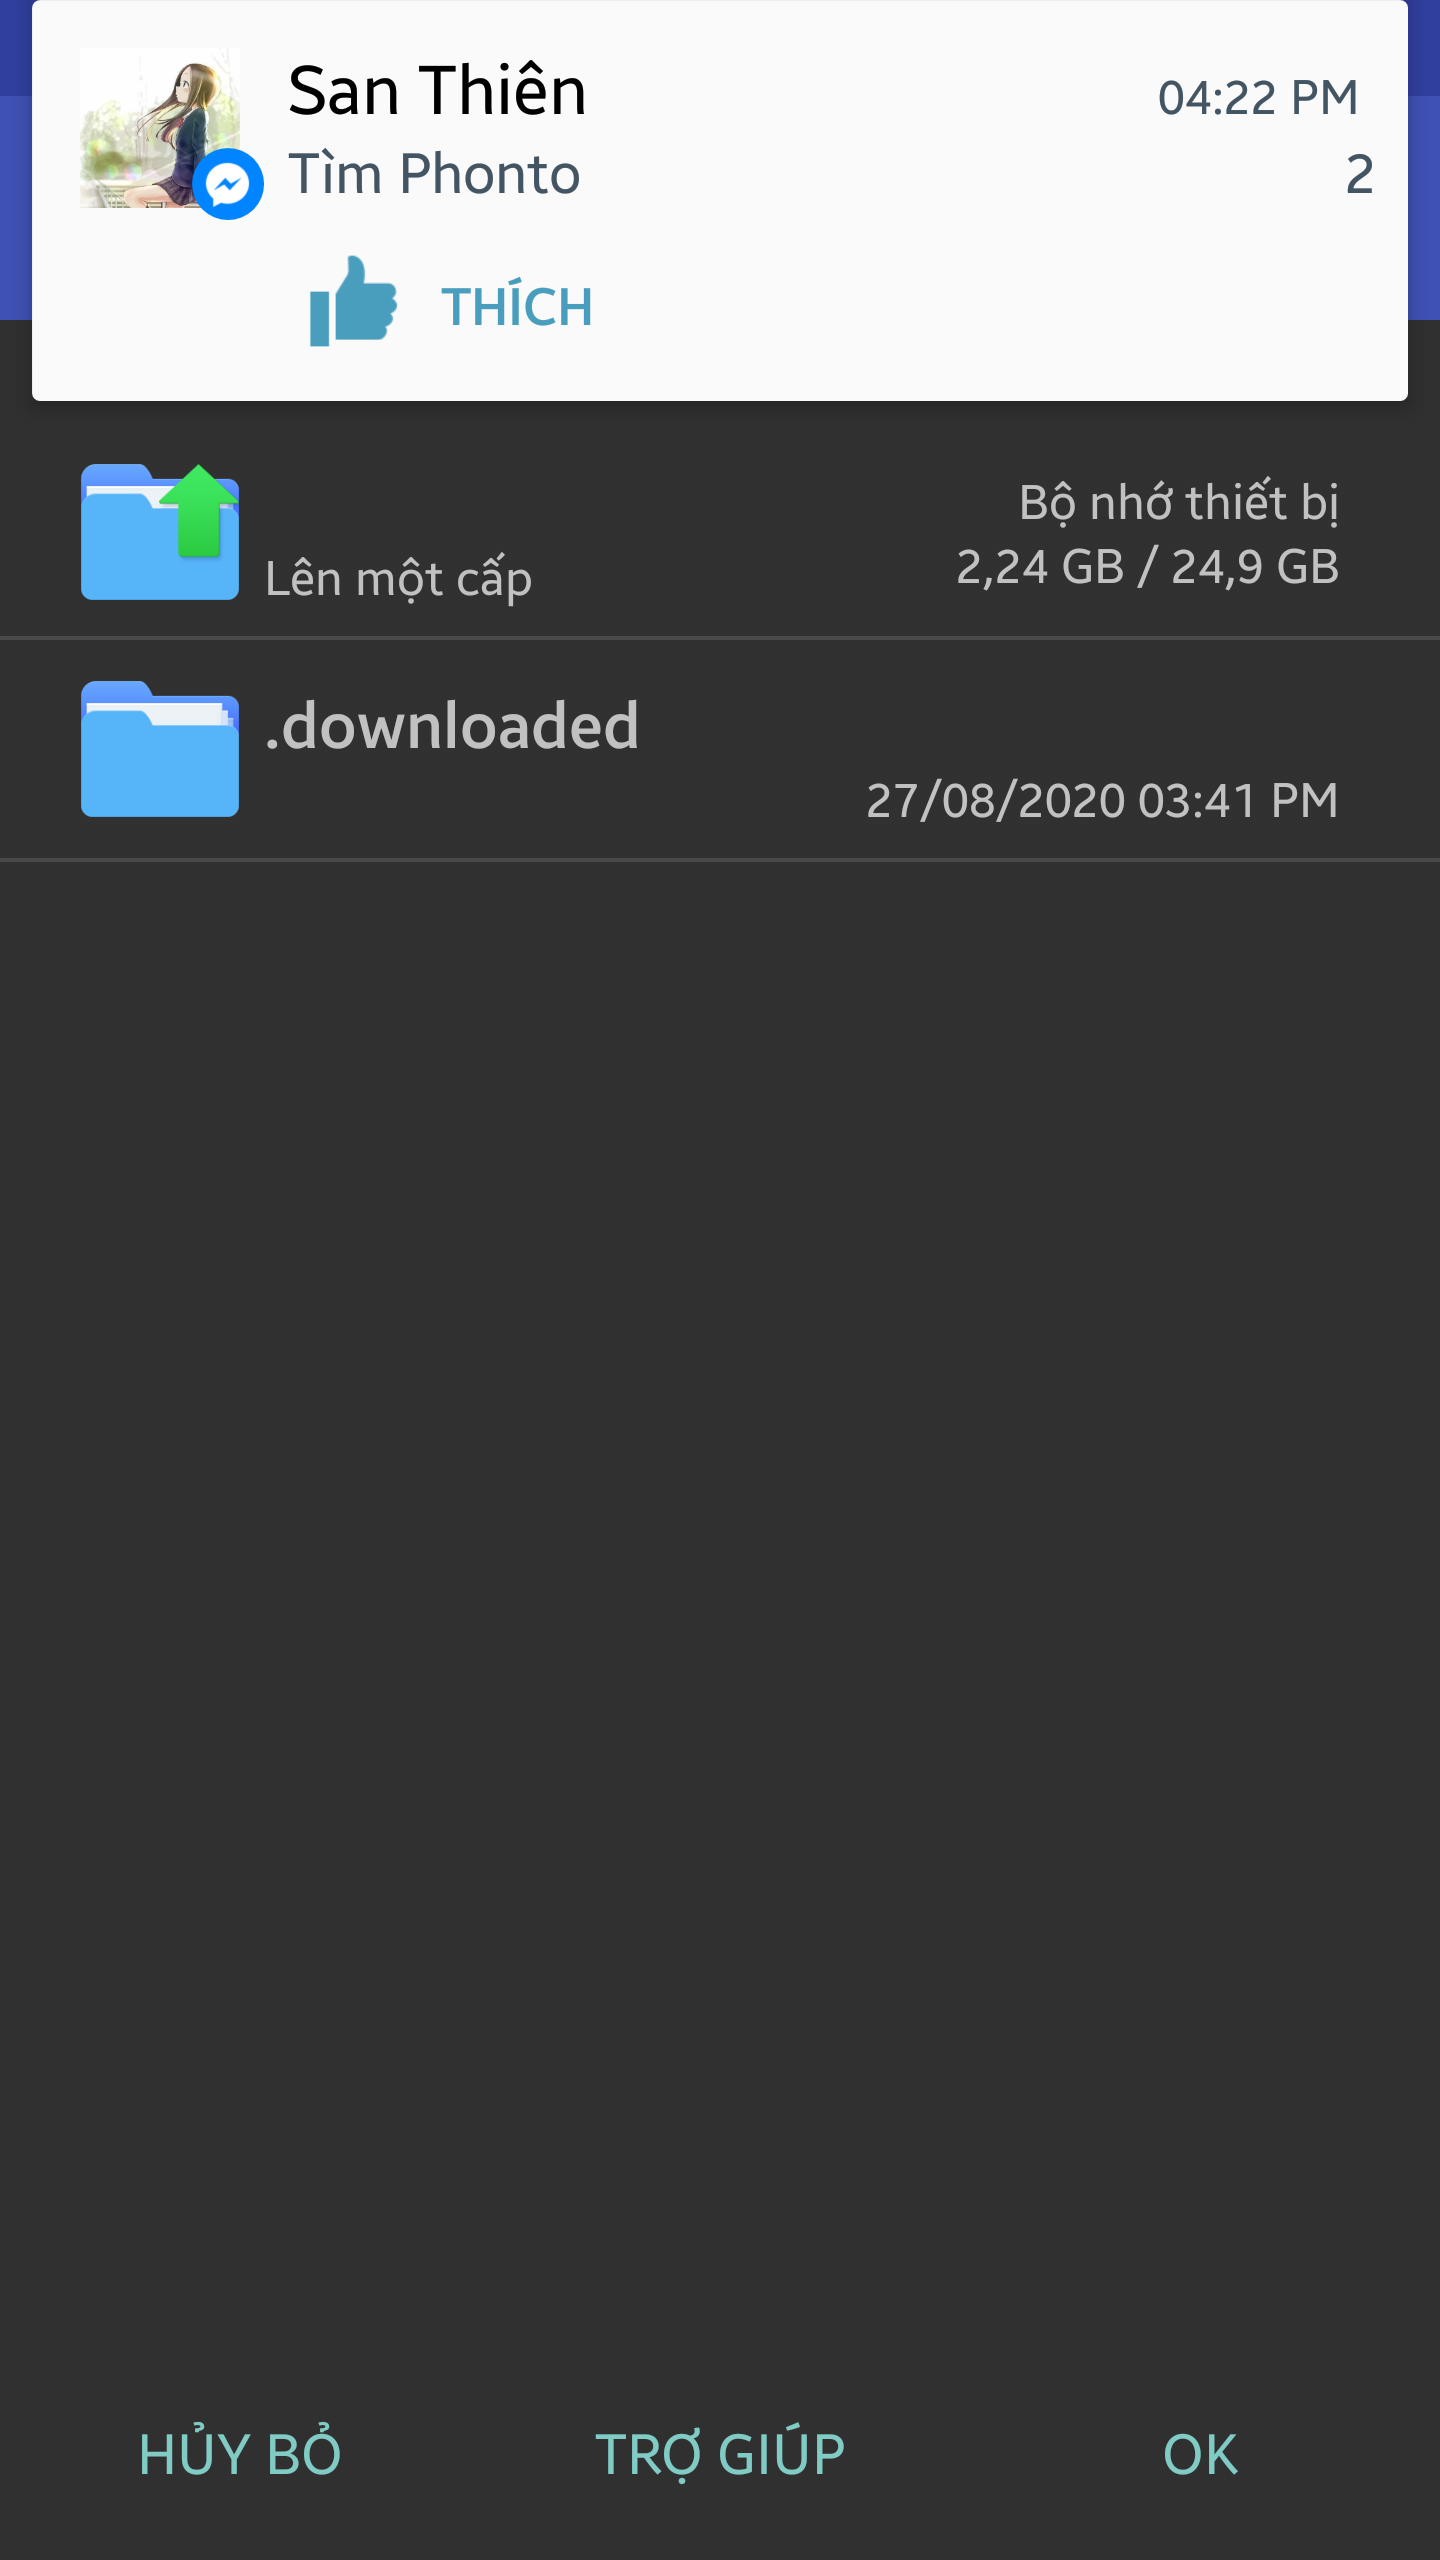 San Thiên
04:22 PM
Tìm Phonto
2
THÍCH
Bộ nhớ thiết bị
2,24 GB / 24,9 GB
Lên một cấp
.downloaded
27/08/2020 03:41 PM
HỦY BỎ
TRỢ GIÚP
OK